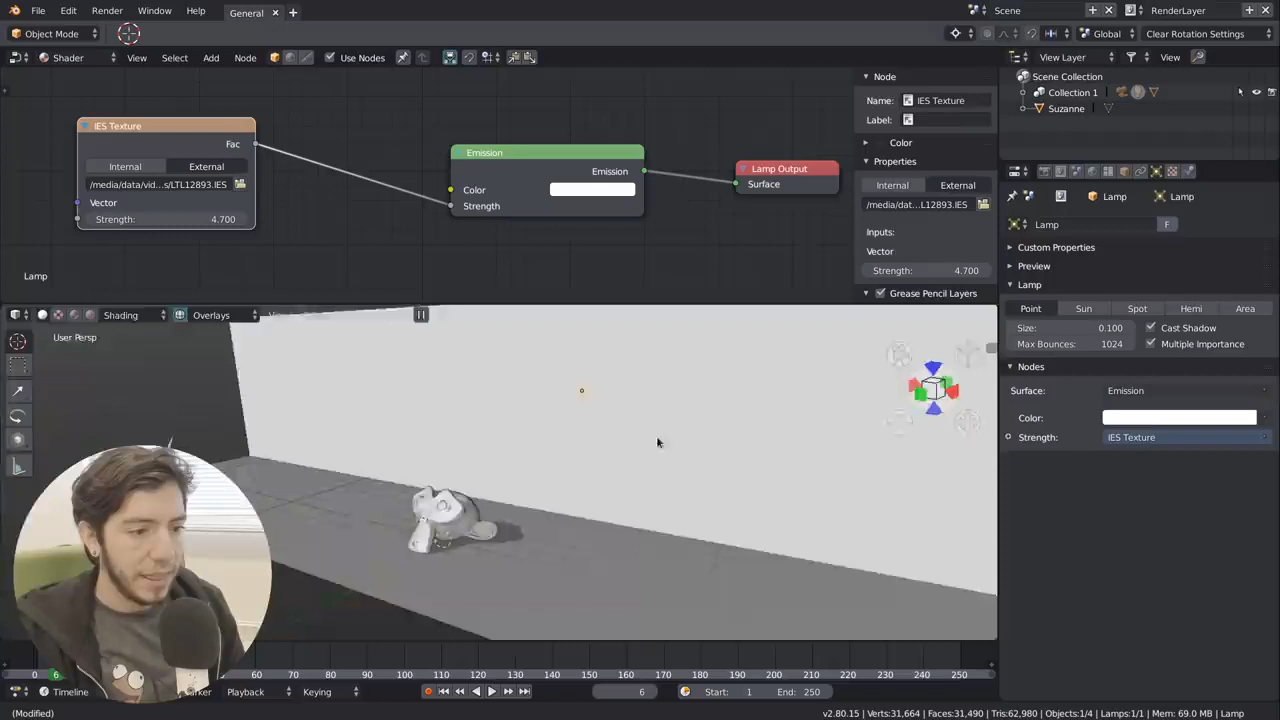 File Edit Render Window Help General Scene RenderLayer
Object Mode Global Clear Rotation Settings
Shader View Select Add Node Use Nodes View Layer View
Node
Name: IES Texture
Label:
Color
Properties
Internal External
/media/dat...L12893.IES
Inputs:
Vector
Strength: 4.700
Grease Pencil Layers
IES Texture
Fac
Internal External
/media/data/vid...s/LTL12893.IES
Vector
Strength: 4.700
Emission
Emission
Color
Strength
Lamp Output
Surface
Lamp
Scene Collection
Collection 1
Suzanne
Lamp Lamp
Lamp F
Custom Properties
Preview
Lamp
Point Sun Spot Hemi Area
Size: 0.100 Cast Shadow
Max Bounces: 1024 Multiple Importance
Nodes
Surface: Emission
Color:
Strength: IES Texture
Shading Overlays
User Persp
0 6 60 70 80 90 100 110 120 130 140 150 160 170 180 190 200 210 220 230 240 250
Timeline Playback Keying 6 Start: 1 End: 250
(Modified) v2.80.15 | Verts:31,664 | Faces:31,490 | Tris:62,980 | Objects:1/4 | Lamps:1/1 | Mem: 69.0 MB | Lamp